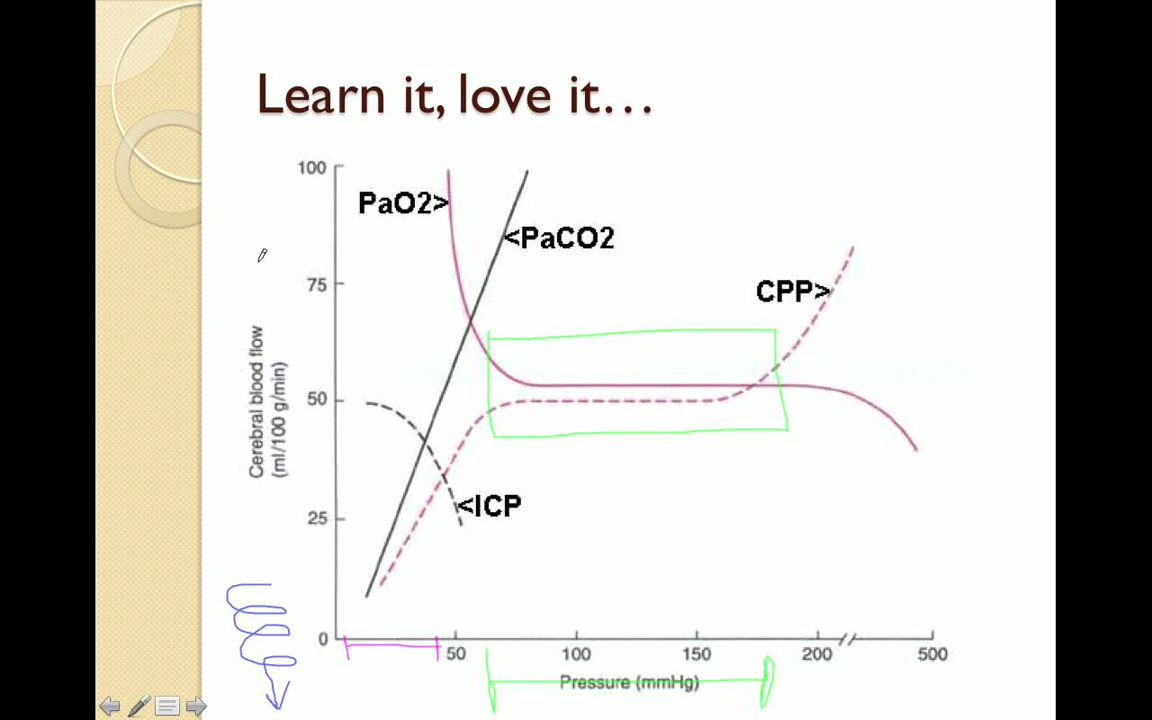 Learn it, love it...
100
PaO2>
<PaCO2
75
CPP>
50
Cerebral blood flow
(ml/100 g/min)
<ICP
25
0
50 100 150 200 500
Pressure (mmHg)